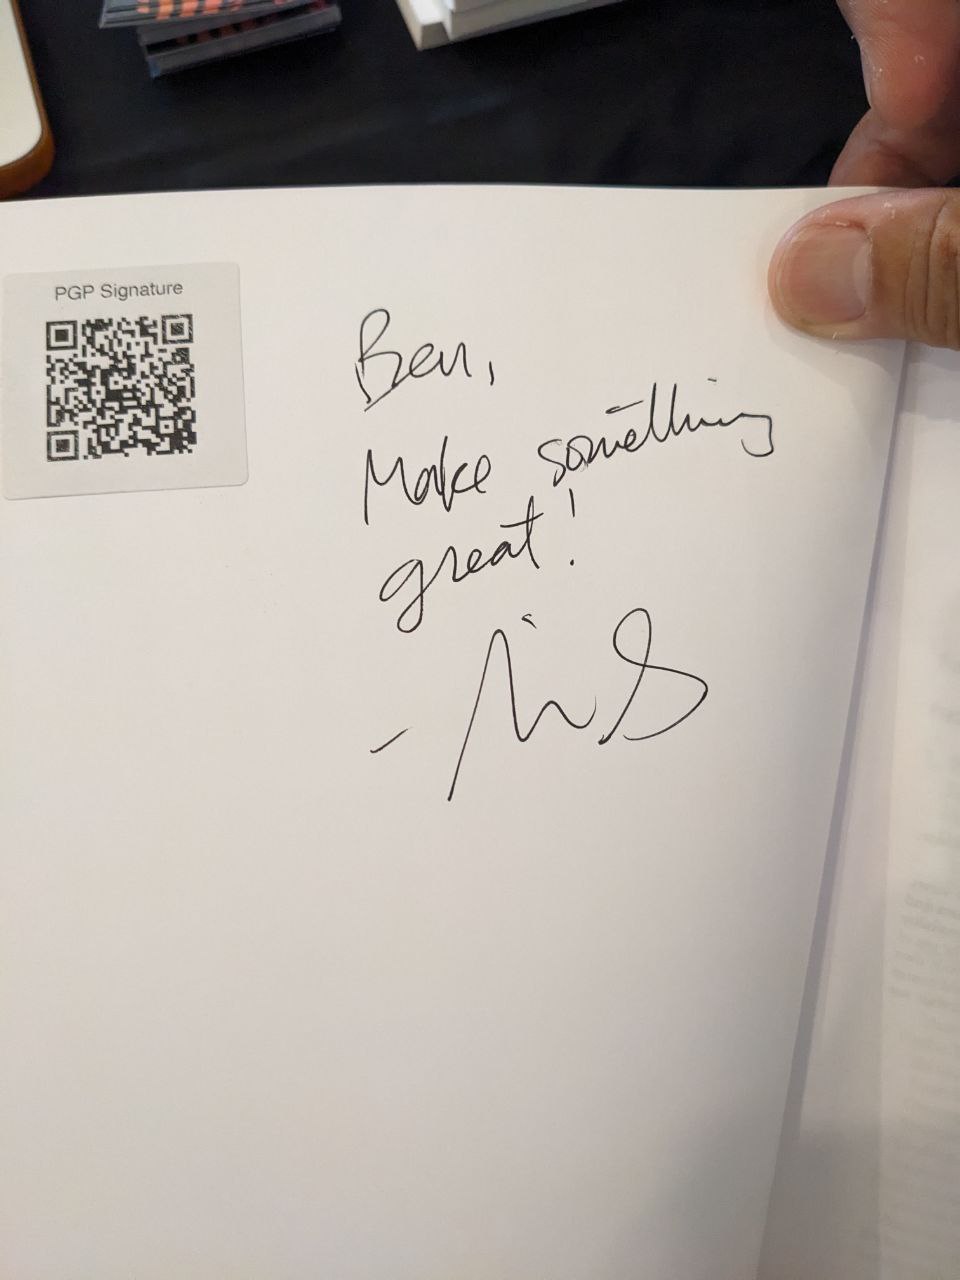 PGP Signature
Ben,
Make something
great!